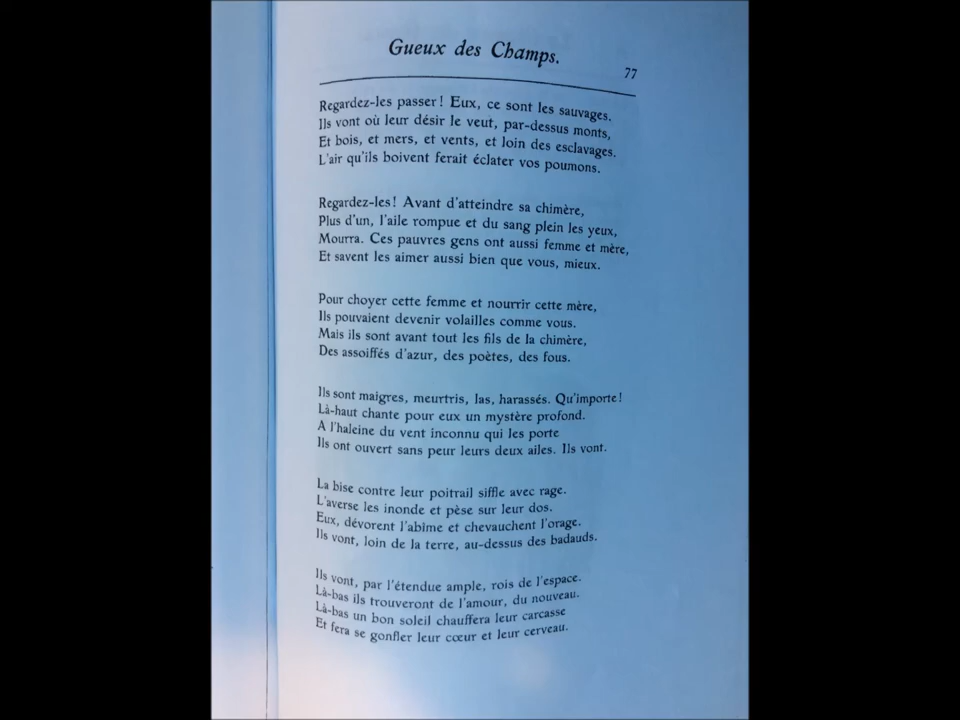 Gueux des Champs.
77
Regardez-les passer! Eux, ce sont les sauvages.
Ils vont où leur désir le veut, par-dessus monts,
Et bois, et mers, et vents, et loin des esclavages.
L'air qu'ils boivent ferait éclater vos poumons.
Regardez-les! Avant d'atteindre sa chimère,
Plus d'un, l'aile rompue et du sang plein les yeux,
Mourra. Ces pauvres gens ont aussi femme et mère,
Et savent les aimer aussi bien que vous, mieux.
Pour choyer cette femme et nourrir cette mère,
Ils pouvaient devenir volailles comme vous.
Mais ils sont avant tout les fils de la chimère,
Des assoiffés d'azur, des poètes, des fous.
Ils sont maigres, meurtris, las, harassés. Qu'importe!
Là-haut chante pour eux un mystère profond.
A l'haleine du vent inconnu qui les porte
Ils ont ouvert sans peur leurs deux ailes. Ils vont.
La bise contre leur poitrail siffle avec rage.
L'averse les inonde et pèse sur leur dos.
Eux, dévorent l'abîme et chevauchent l'orage.
Ils vont, loin de la terre, au-dessus des badauds.
Ils vont, par l'étendue ample, rois de l'espace.
Là-bas ils trouveront de l'amour, du nouveau.
Là-bas un bon soleil chauffera leur carcasse
Et fera se gonfler leur cœur et leur cerveau.